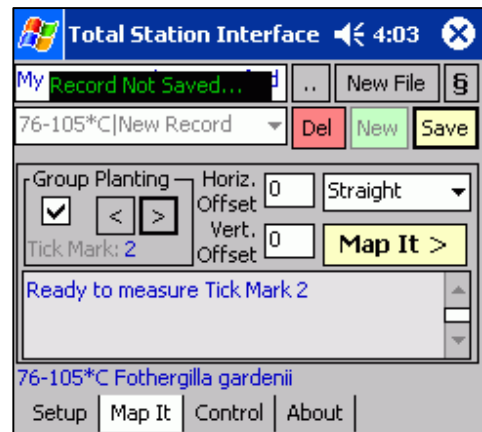 Total Station Interface 4:03
My Record Not Saved... d .. New File §
76-105*C|New Record Del New Save
Group Planting Horiz. Offset 0 Straight
< >
Tick Mark: 2 Vert. Offset 0 Map It >
Ready to measure Tick Mark 2
76-105*C Fothergilla gardenii
Setup Map It Control About